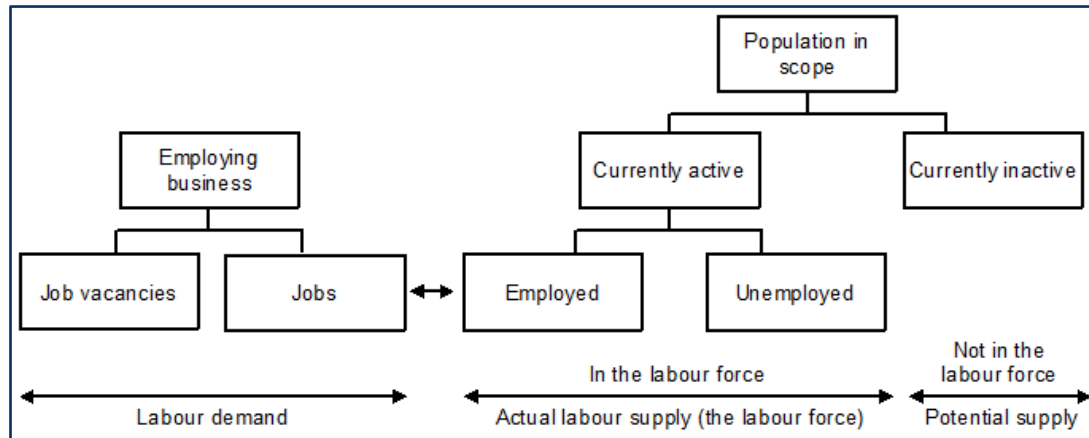 Population in
scope
Employing
business
Currently active
Currently inactive
Job vacancies
Jobs
Employed
Unemployed
In the labour force
Not in the
labour force
Labour demand
Actual labour supply (the labour force)
Potential supply